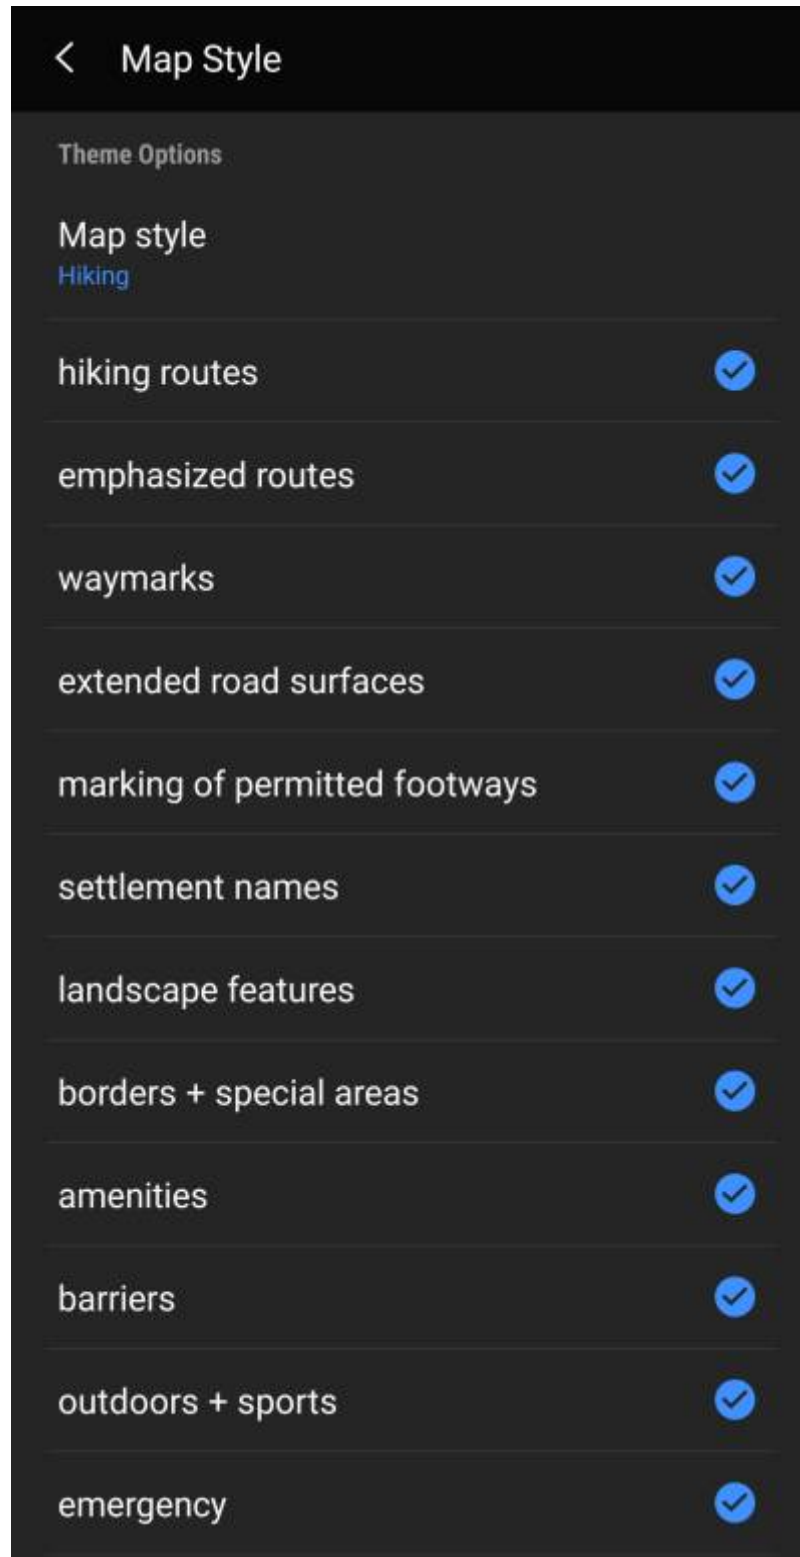 Map Style
Theme Options
Map style
Hiking
hiking routes
emphasized routes
waymarks
extended road surfaces
marking of permitted footways
settlement names
landscape features
borders + special areas
amenities
barriers
outdoors + sports
emergency